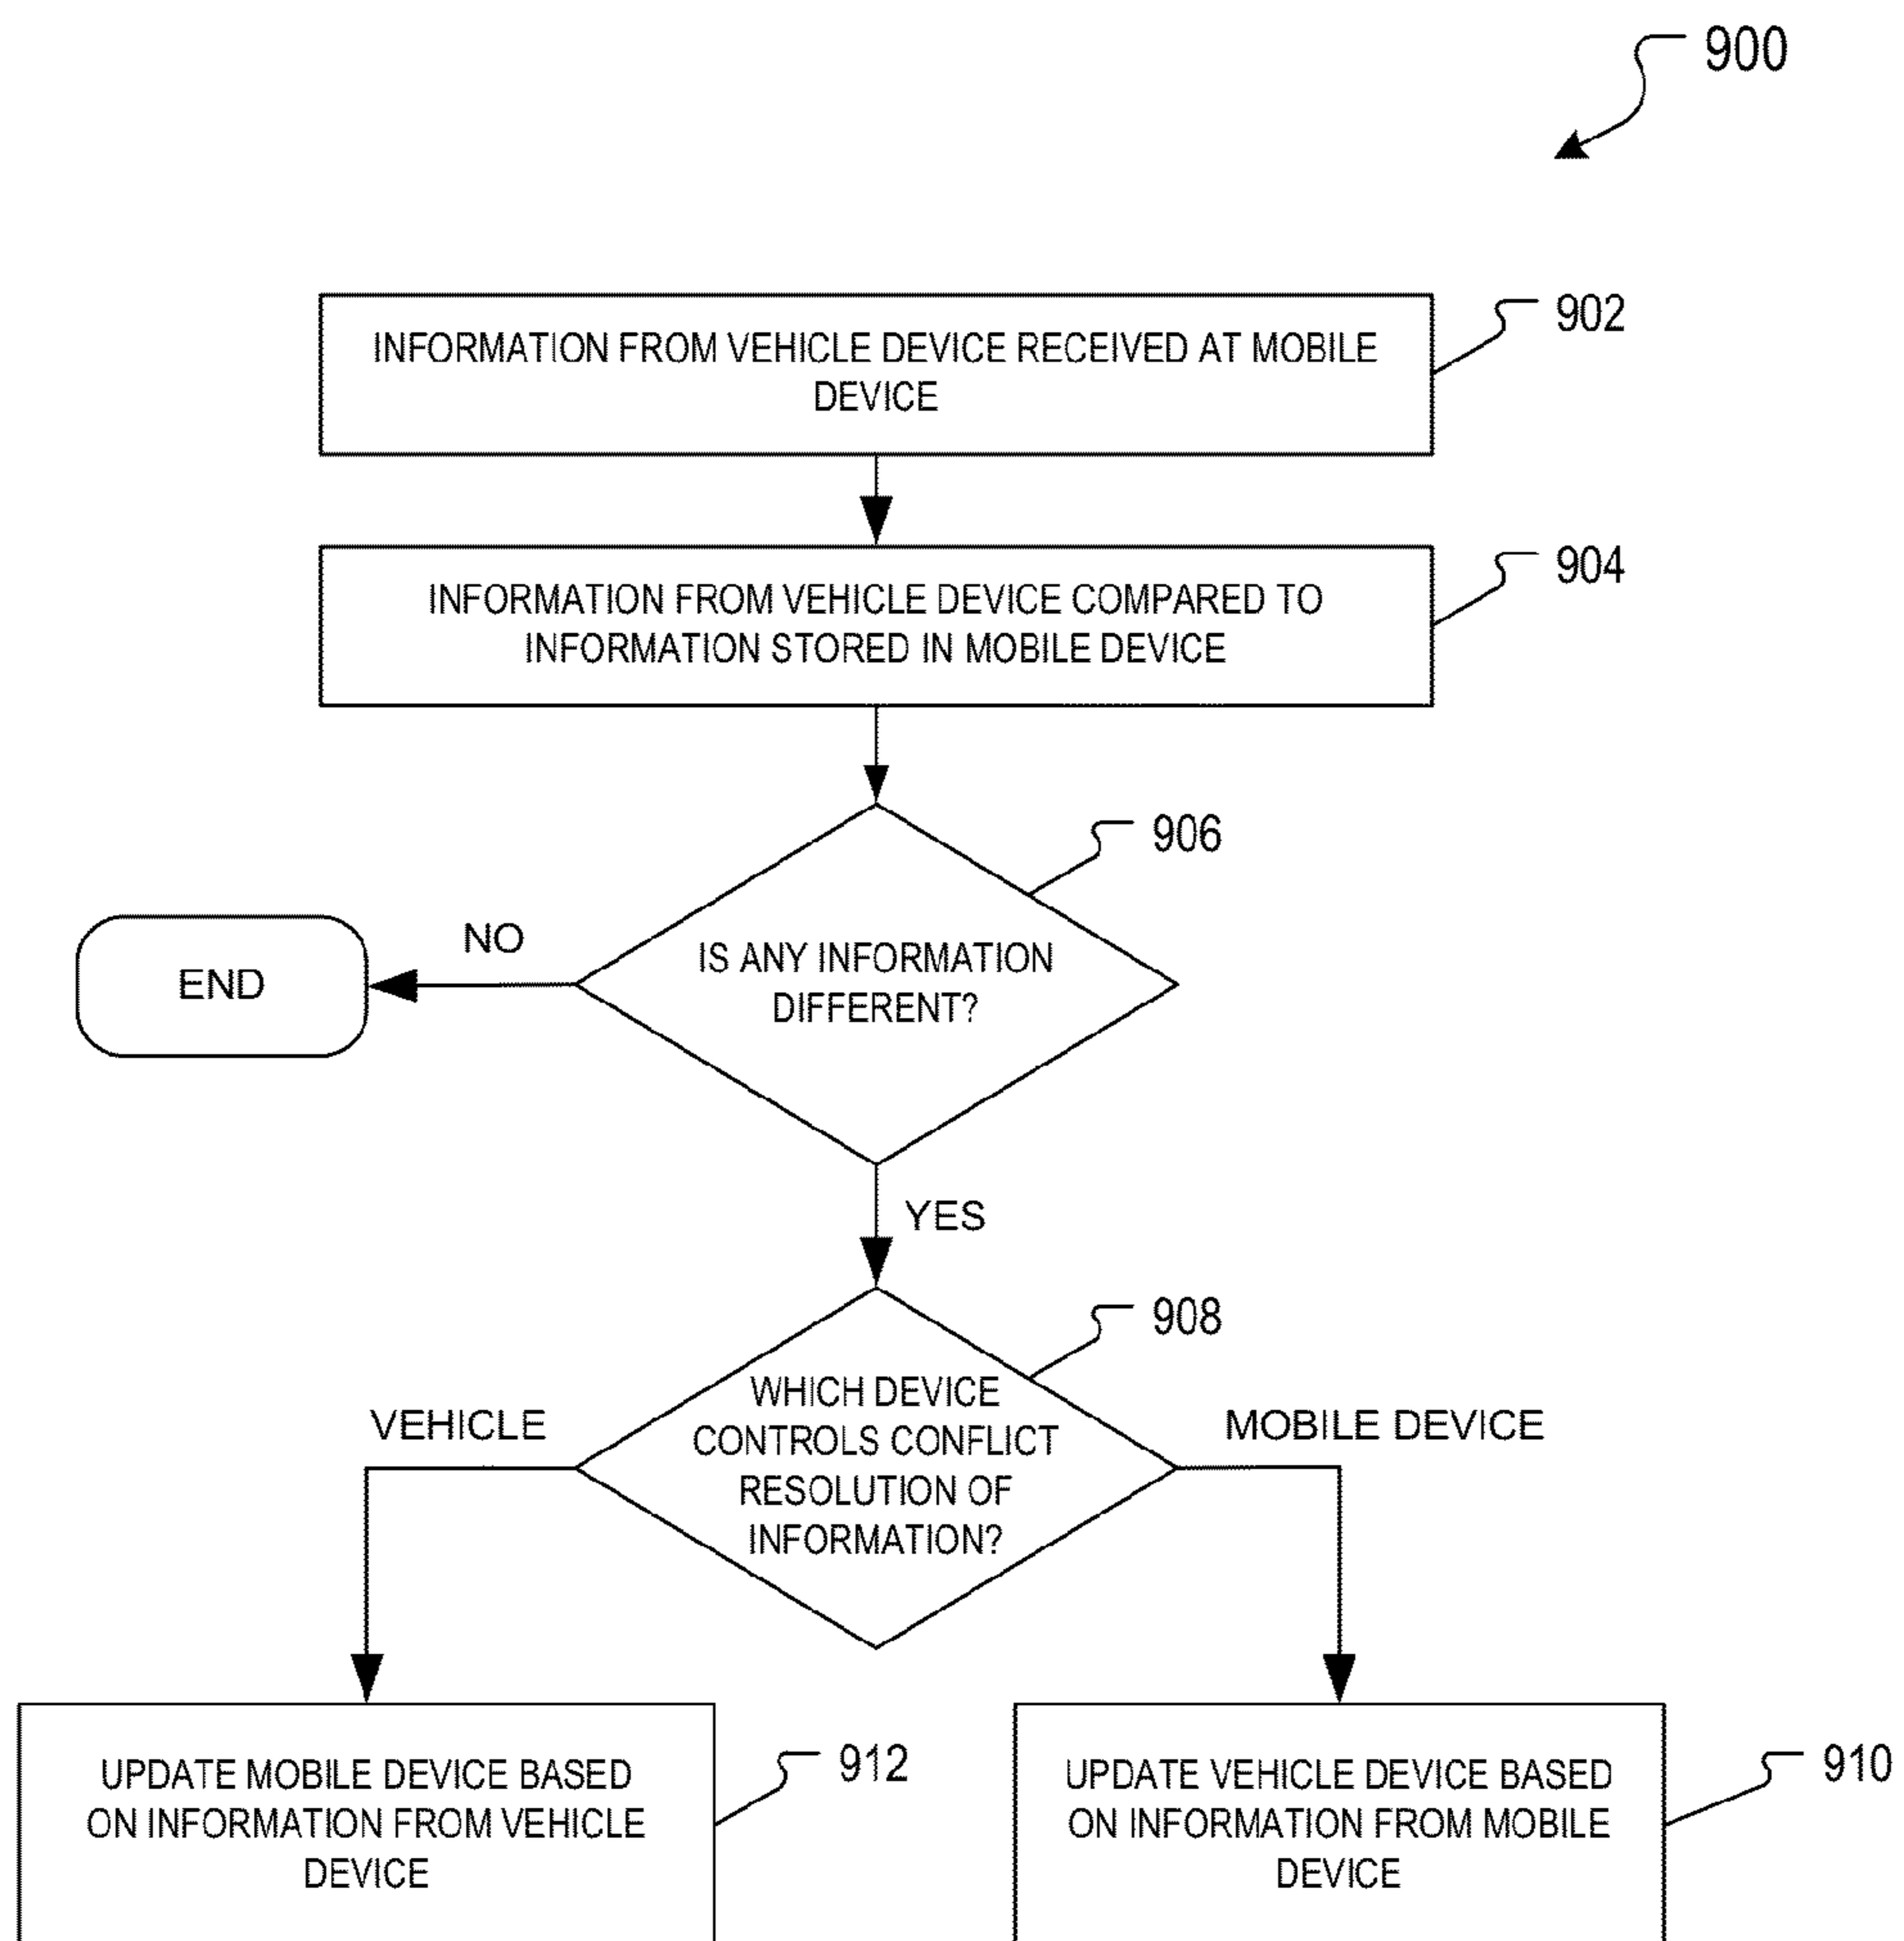 900
INFORMATION FROM VEHICLE DEVICE RECEIVED AT MOBILE
DEVICE
902
INFORMATION FROM VEHICLE DEVICE COMPARED TO
INFORMATION STORED IN MOBILE DEVICE
904
906
IS ANY INFORMATION
DIFFERENT?
NO
END
YES
908
WHICH DEVICE
CONTROLS CONFLICT
RESOLUTION OF
INFORMATION?
VEHICLE
MOBILE DEVICE
UPDATE MOBILE DEVICE BASED
ON INFORMATION FROM VEHICLE
DEVICE
912
UPDATE VEHICLE DEVICE BASED
ON INFORMATION FROM MOBILE
DEVICE
910